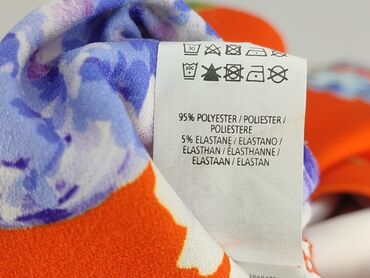 95% POLYESTER / POLIESTER /
POLIESTERE
5% ELASTANE / ELASTANO /
ELASTHAN / ÉLASTHANNE /
ELASTAAN / ELASTAN